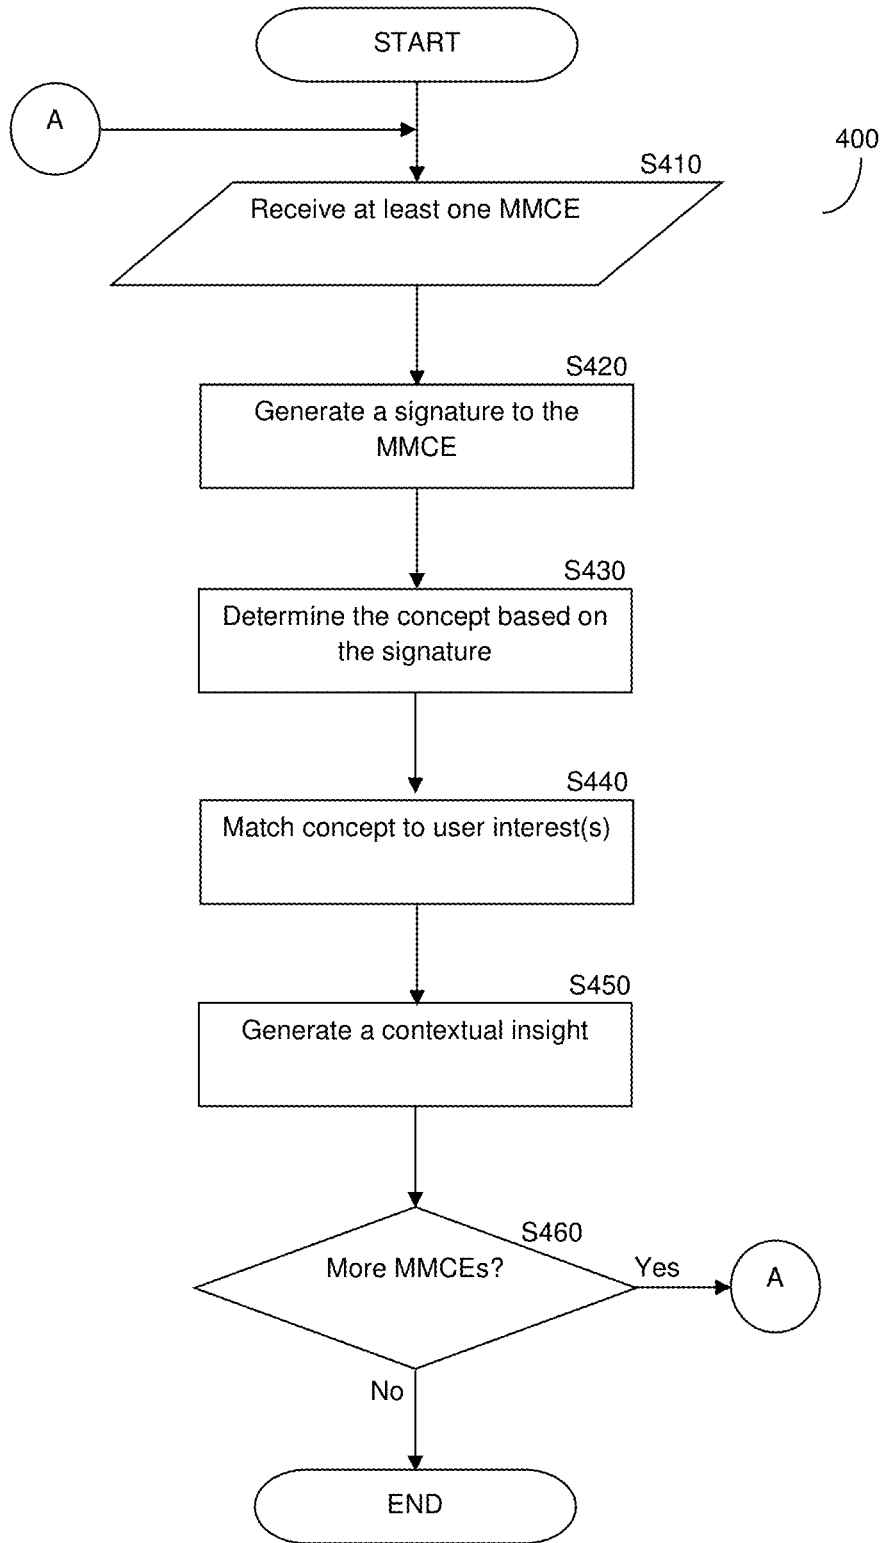 START
A
400
S410
Receive at least one MMCE
S420
Generate a signature to the
MMCE
S430
Determine the concept based on
the signature
S440
Match concept to user interest(s)
S450
Generate a contextual insight
S460
More MMCEs?
Yes
A
No
END